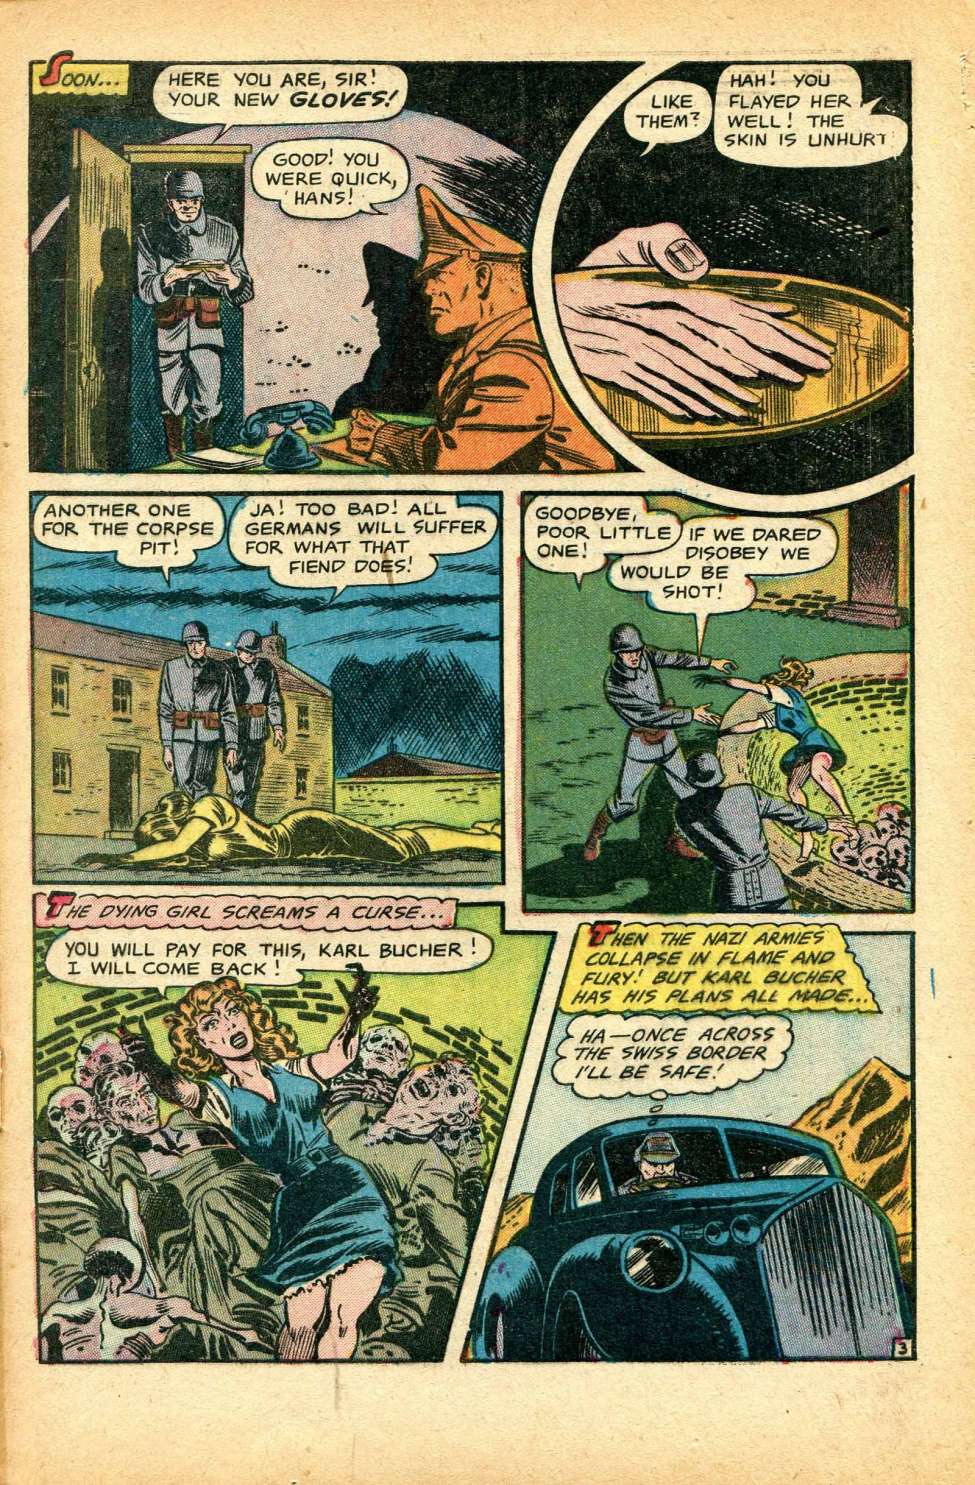 SOON...
HERE YOU ARE, SIR!
YOUR NEW GLOVES!
GOOD! YOU
WERE QUICK,
HANS!
LIKE
THEM?
HAH! YOU
FLAYED HER
WELL! THE
SKIN IS UNHURT
ANOTHER ONE
FOR THE CORPSE
PIT!
JA! TOO BAD! ALL
GERMANS WILL SUFFER
FOR WHAT THAT
FIEND DOES!
GOODBYE,
POOR LITTLE
ONE!
IF WE DARED
DISOBEY WE
WOULD BE
SHOT!
THE DYING GIRL SCREAMS A CURSE...
YOU WILL PAY FOR THIS, KARL BUCHER!
I WILL COME BACK!
THEN THE NAZI ARMIES
COLLAPSE IN FLAME AND
FURY! BUT KARL BUCHER
HAS HIS PLANS ALL MADE...
HA—ONCE ACROSS
THE SWISS BORDER
I'LL BE SAFE!
3